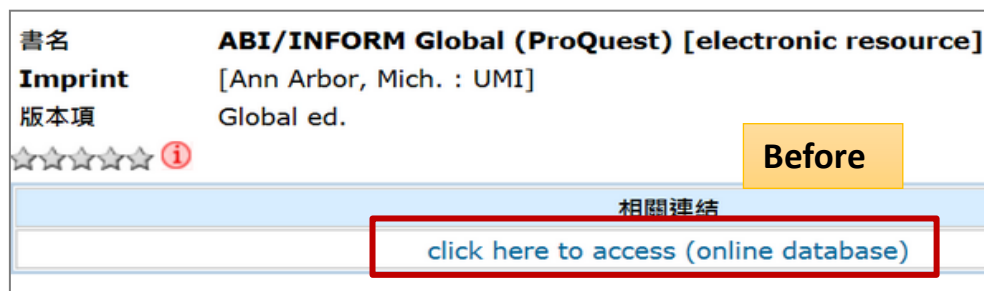 書名 ABI/INFORM Global (ProQuest) [electronic resource]
Imprint [Ann Arbor, Mich. : UMI]
版本項 Global ed.
Before
相關連結
click here to access (online database)